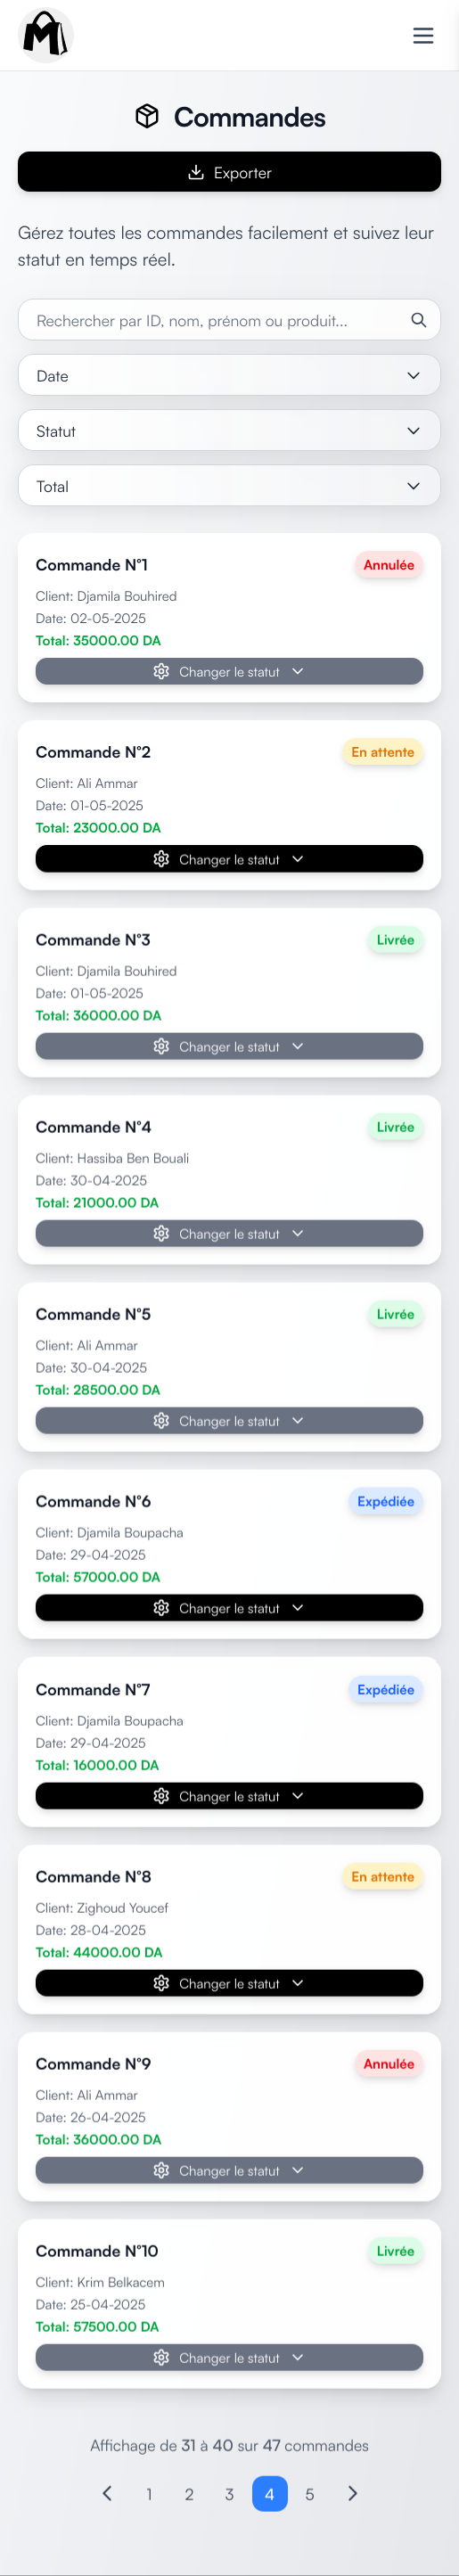 M
Commandes
Exporter
Gérez toutes les commandes facilement et suivez leur
statut en temps réel.
Rechercher par ID, nom, prénom ou produit...
Date
Statut
Total
Commande N°1
Annulée
Client: Djamila Bouhired
Date: 02-05-2025
Total: 35000.00 DA
Changer le statut
Commande N°2
En attente
Client: Ali Ammar
Date: 01-05-2025
Total: 23000.00 DA
Changer le statut
Commande N°3
Livrée
Client: Djamila Bouhired
Date: 01-05-2025
Total: 36000.00 DA
Changer le statut
Commande N°4
Livrée
Client: Hassiba Ben Bouali
Date: 30-04-2025
Total: 21000.00 DA
Changer le statut
Commande N°5
Livrée
Client: Ali Ammar
Date: 30-04-2025
Total: 28500.00 DA
Changer le statut
Commande N°6
Expédiée
Client: Djamila Boupacha
Date: 29-04-2025
Total: 57000.00 DA
Changer le statut
Commande N°7
Expédiée
Client: Djamila Boupacha
Date: 29-04-2025
Total: 16000.00 DA
Changer le statut
Commande N°8
En attente
Client: Zighoud Youcef
Date: 28-04-2025
Total: 44000.00 DA
Changer le statut
Commande N°9
Annulée
Client: Ali Ammar
Date: 26-04-2025
Total: 36000.00 DA
Changer le statut
Commande N°10
Livrée
Client: Krim Belkacem
Date: 25-04-2025
Total: 57500.00 DA
Changer le statut
Affichage de 31 à 40 sur 47 commandes
1 2 3 4 5